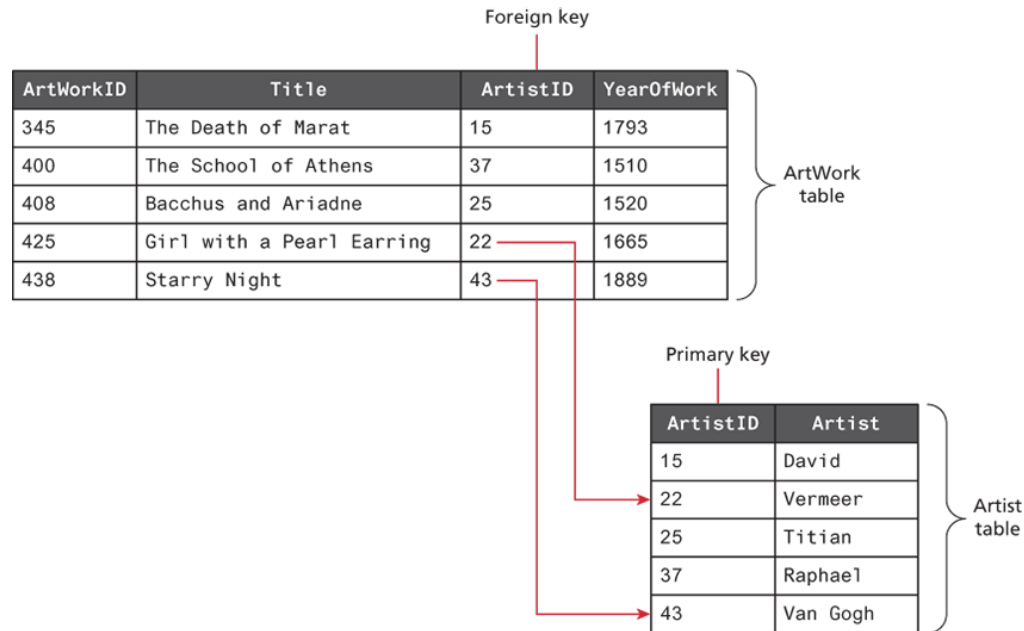 Foreign key
ArtWorkID Title ArtistID YearOfWork
345 The Death of Marat 15 1793
400 The School of Athens 37 1510
408 Bacchus and Ariadne 25 1520
425 Girl with a Pearl Earring 22 1665
438 Starry Night 43 1889
ArtWork
table
Primary key
ArtistID Artist
15 David
22 Vermeer
25 Titian
37 Raphael
43 Van Gogh
Artist
table